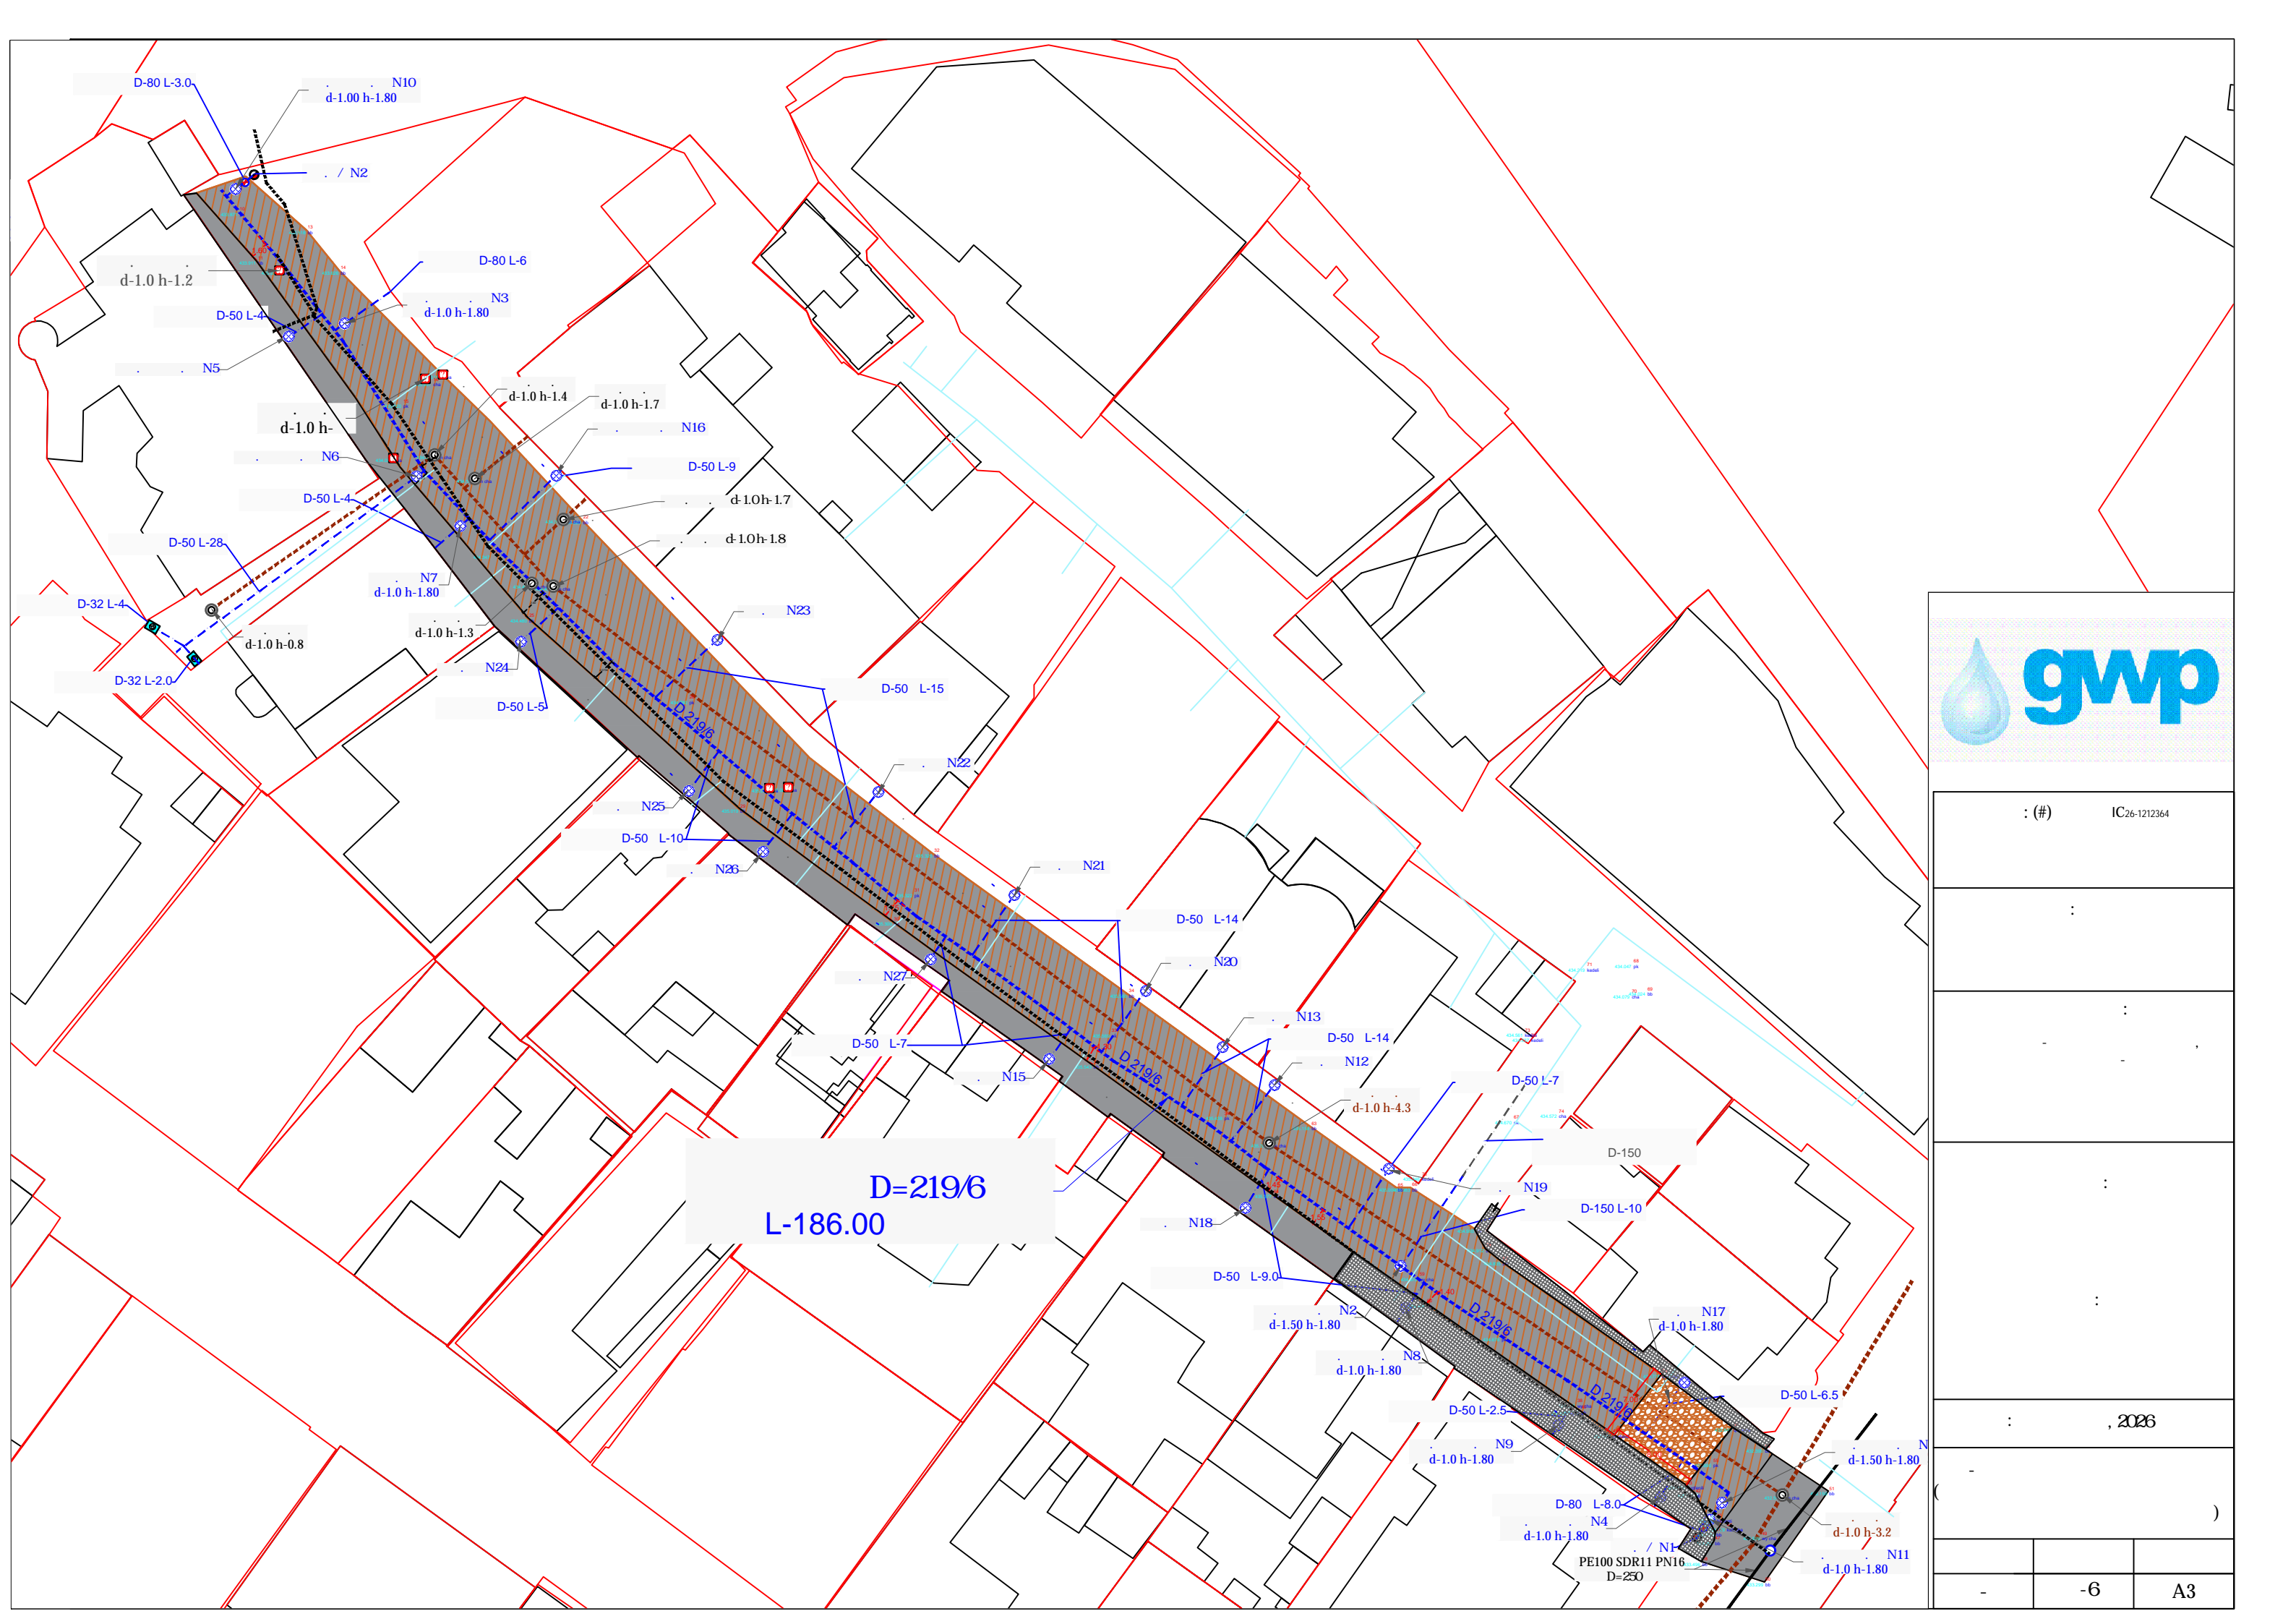 D-80 L-3.0
. . N10
d-1.00 h-1.80
. / N2
. .
d-1.0 h-1.2
D-80 L-6
. . N3
d-1.0 h-1.80
D-50 L-4
. . N5
. .
d-1.0 h-1.4
. .
d-1.0 h-1.7
. .
d-1.0 h-
. . N16
. . N6
D-50 L-9
D-50 L-4
. . d-1.0 h-1.7
. . d-1.0 h-1.8
D-50 L-28
. N7
d-1.0 h-1.80
D-32 L-4
. .
d-1.0 h-1.3
. .
d-1.0 h-0.8
. N23
. N24
D-32 L-2.0
D-50 L-15
D-50 L-5
D 219/6
. N22
. N25
D-50 L-10
. N26
. N21
D-50 L-14
. N20
. N27
. N13
D-50 L-14
D-50 L-7
D 219/6
. N12
. N15
D-50 L-7
. .
d-1.0 h-4.3
D-150
D=219/6
L-186.00
. N19
D-150 L-10
. N18
D-50 L-9.0
. . N2
d-1.50 h-1.80
D 219/6
. . N17
d-1.0 h-1.80
. . N8
d-1.0 h-1.80
D 219/6
D-50 L-6.5
D-50 L-2.5
. . N9
d-1.0 h-1.80
. . N
d-1.50 h-1.80
D-80 L-8.0
. . N4
d-1.0 h-1.80
. .
d-1.0 h-3.2
. / N1
PE100 SDR11 PN16
D=250
. . N11
d-1.0 h-1.80
gwp
: (#) IC26-1212364
:
:
- ,
-
:
:
: , 2026
-
(
)
- -6 A3